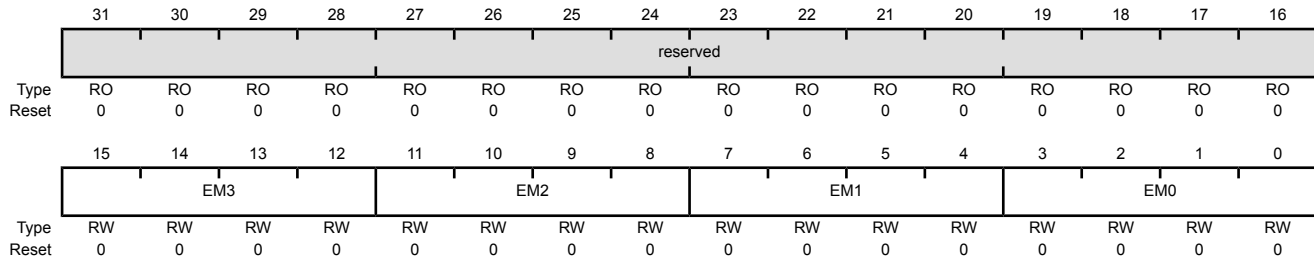 31 30 29 28 27 26 25 24 23 22 21 20 19 18 17 16
reserved
Type RO RO RO RO RO RO RO RO RO RO RO RO RO RO RO RO
Reset 0 0 0 0 0 0 0 0 0 0 0 0 0 0 0 0
15 14 13 12 11 10 9 8 7 6 5 4 3 2 1 0
EM3 EM2 EM1 EM0
Type RW RW RW RW RW RW RW RW RW RW RW RW RW RW RW RW
Reset 0 0 0 0 0 0 0 0 0 0 0 0 0 0 0 0